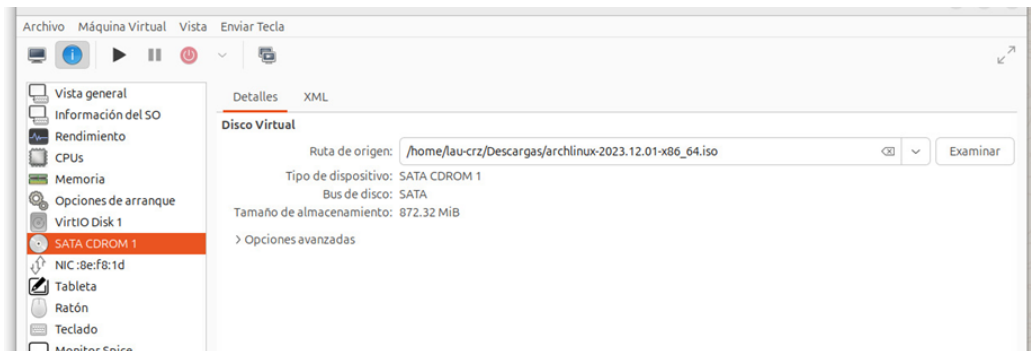 Archivo Máquina Virtual Vista Enviar Tecla
Vista general
Información del SO
Rendimiento
CPUs
Memoria
Opciones de arranque
VirtIO Disk 1
SATA CDROM 1
NIC :8e:f8:1d
Tableta
Ratón
Teclado
Monitor Spice
Detalles XML
Disco Virtual
Ruta de origen: /home/lau-crz/Descargas/archlinux-2023.12.01-x86_64.iso Examinar
Tipo de dispositivo: SATA CDROM 1
Bus de disco: SATA
Tamaño de almacenamiento: 872.32 MiB
Opciones avanzadas